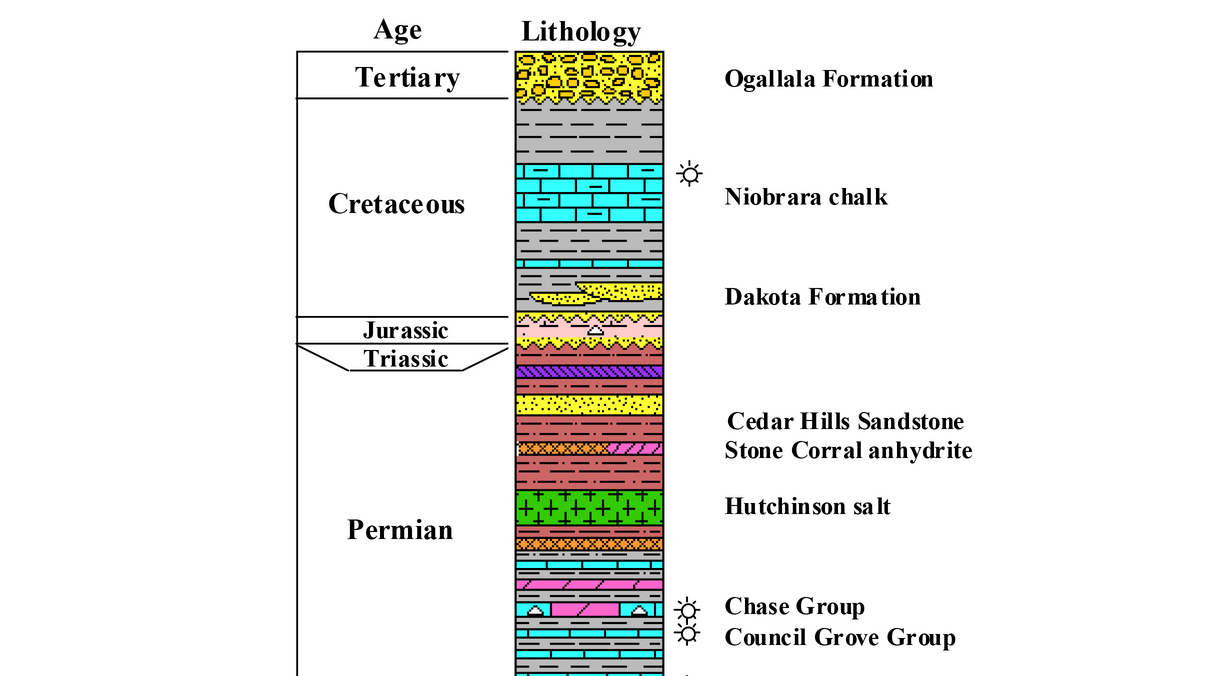 Age
Lithology
Tertiary
Ogallala Formation
Cretaceous
Niobrara chalk
Dakota Formation
Jurassic
Triassic
Cedar Hills Sandstone
Stone Corral anhydrite
Hutchinson salt
Permian
Chase Group
Council Grove Group